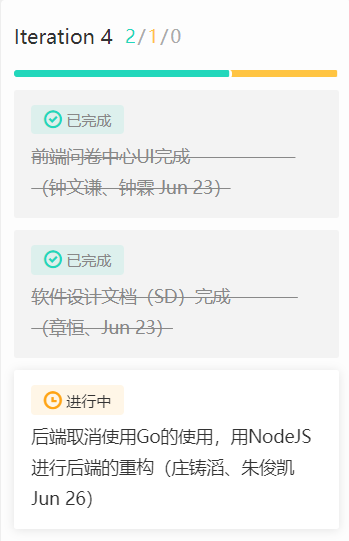 Iteration 4 2/1/0
已完成
前端问卷中心UI完成
（钟文谦、钟霖 Jun 23）
已完成
软件设计文档（SD）完成
（章恒、Jun 23）
进行中
后端取消使用Go的使用，用NodeJS
进行后端的重构（庄铸滔、朱俊凯
Jun 26）